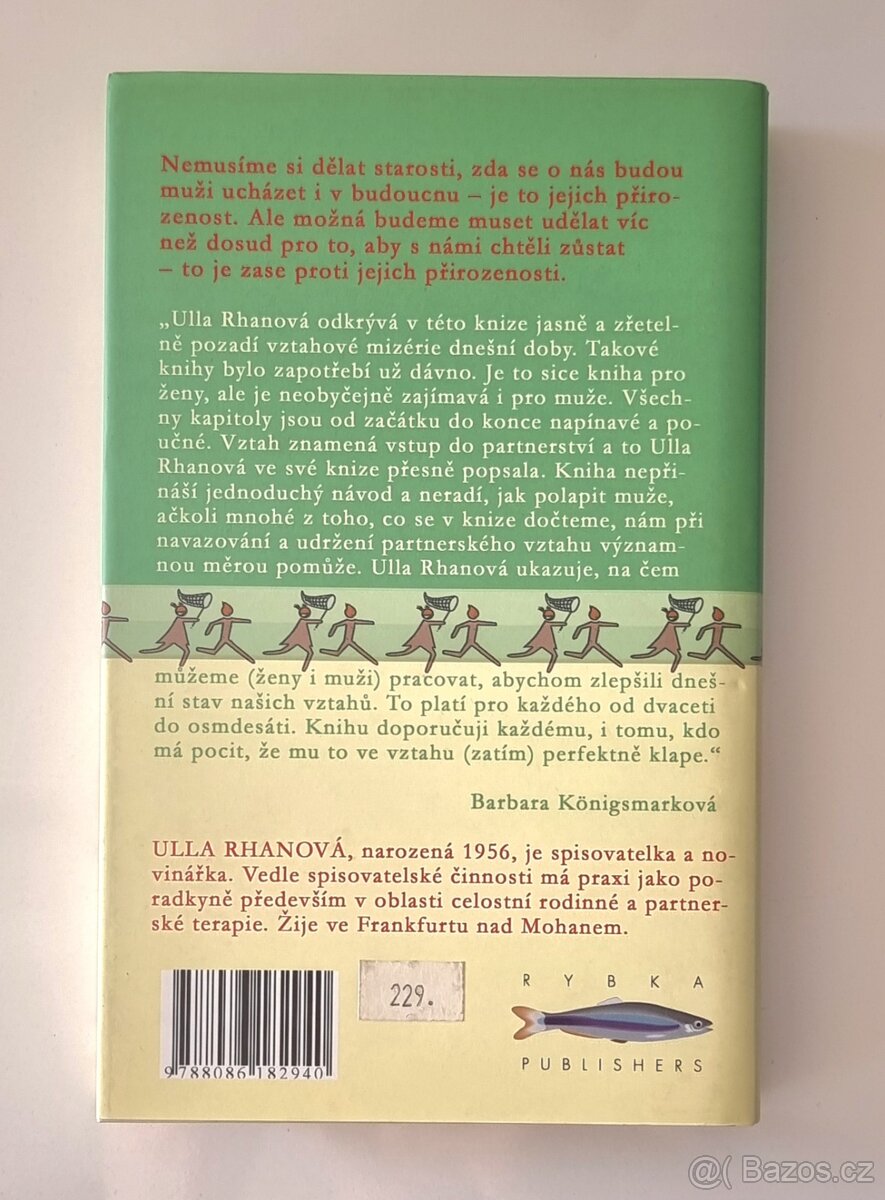 Nemusíme si dělat starosti, zda se o nás budou
muži ucházet i v budoucnu – je to jejich přiro-
zenost. Ale možná budeme muset udělat víc
než dosud pro to, aby s námi chtěli zůstat
– to je zase proti jejich přirozenosti.
„Ulla Rhanová odkrývá v této knize jasně a zřetel-
ně pozadí vztahové mizérie dnešní doby. Takové
knihy bylo zapotřebí už dávno. Je to sice kniha pro
ženy, ale je neobyčejně zajímavá i pro muže. Všech-
ny kapitoly jsou od začátku do konce napínavé a po-
učné. Vztah znamená vstup do partnerství a to Ulla
Rhanová ve své knize přesně popsala. Kniha nepři-
náší jednoduchý návod a neradí, jak polapit muže,
ačkoli mnohé z toho, co se v knize dočteme, nám při
navazování a udržení partnerského vztahu význam-
nou měrou pomůže. Ulla Rhanová ukazuje, na čem
můžeme (ženy i muži) pracovat, abychom zlepšili dneš-
ní stav našich vztahů. To platí pro každého od dvaceti
do osmdesáti. Knihu doporučuji každému, i tomu, kdo
má pocit, že mu to ve vztahu (zatím) perfektně klape.“
Barbara Königsmarková
ULLA RHANOVÁ, narozená 1956, je spisovatelka a no-
vinářka. Vedle spisovatelské činnosti má praxi jako po-
radkyně především v oblasti celostní rodinné a partner-
ské terapie. Žije ve Frankfurtu nad Mohanem.
229.
RYBKA
PUBLISHERS
9 788086 182940
@( Bazos.cz